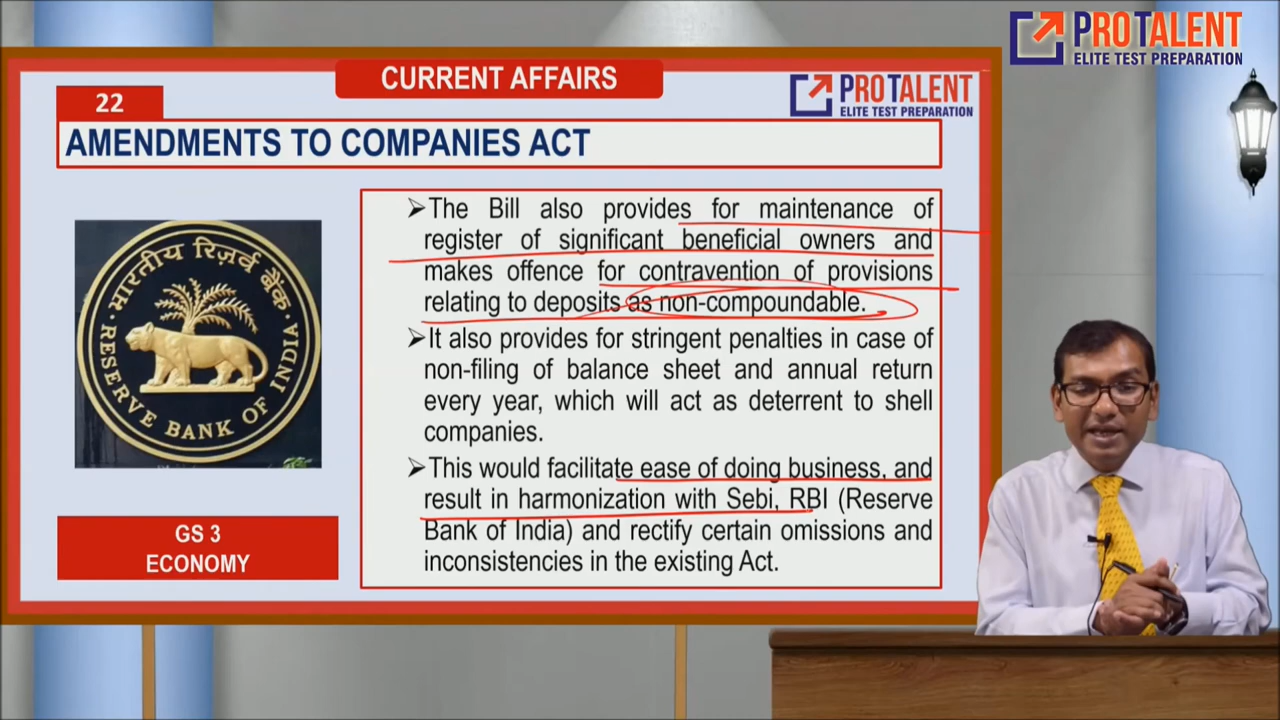 PROTALENT
ELITE TEST PREPARATION
CURRENT AFFAIRS
PROTALENT
ELITE TEST PREPARATION
22
AMENDMENTS TO COMPANIES ACT
भारतीय रिज़र्व बैंक
RESERVE BANK OF INDIA
➢The Bill also provides for maintenance of
register of significant beneficial owners and
makes offence for contravention of provisions
relating to deposits as non-compoundable.
➢It also provides for stringent penalties in case of
non-filing of balance sheet and annual return
every year, which will act as deterrent to shell
companies.
➢This would facilitate ease of doing business, and
result in harmonization with Sebi, RBI (Reserve
Bank of India) and rectify certain omissions and
inconsistencies in the existing Act.
GS 3
ECONOMY